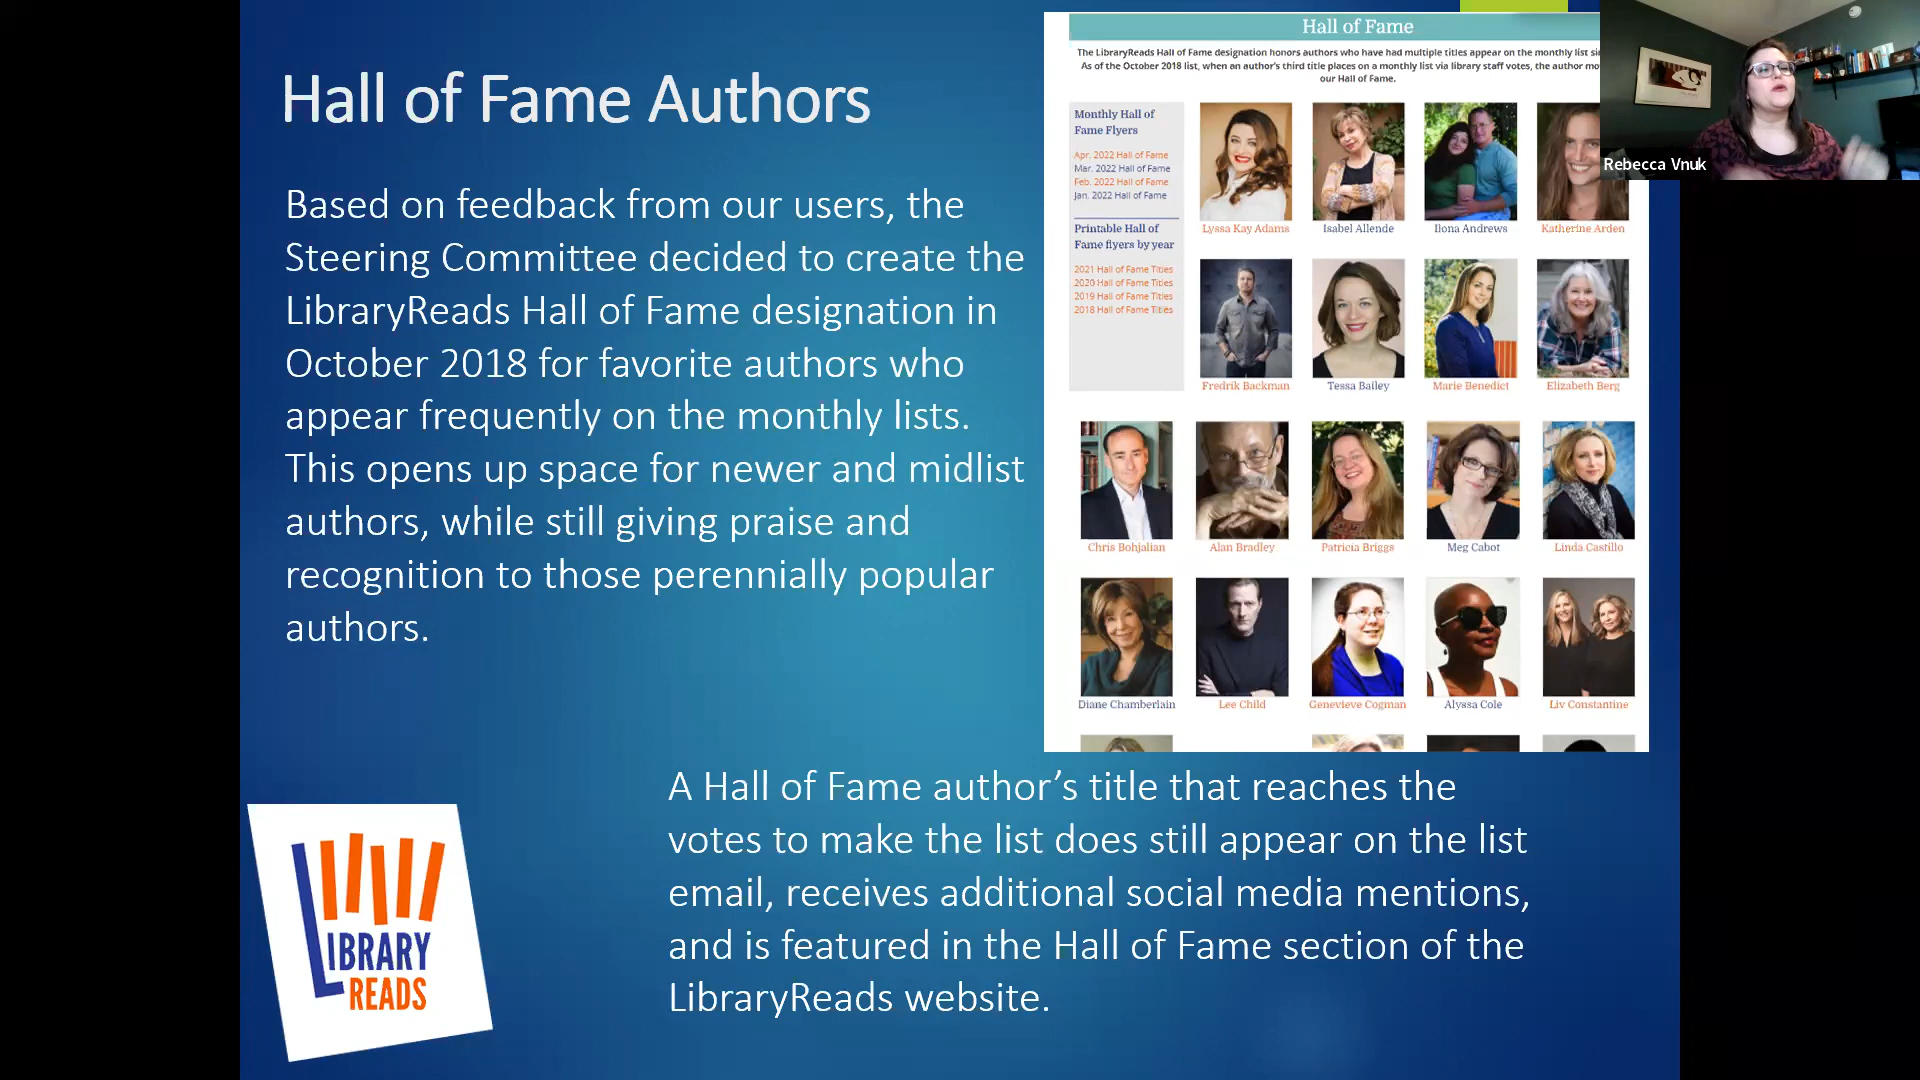 Hall of Fame Authors
Based on feedback from our users, the
Steering Committee decided to create the
LibraryReads Hall of Fame designation in
October 2018 for favorite authors who
appear frequently on the monthly lists.
This opens up space for newer and midlist
authors, while still giving praise and
recognition to those perennially popular
authors.
Hall of Fame
The LibraryReads Hall of Fame designation honors authors who have had multiple titles appear on the monthly list
As of the October 2018 list, when an author's third title places on a monthly list via library staff votes, the author
our Hall of Fame.
Monthly Hall of
Fame Flyers
Apr. 2022 Hall of Fame
Mar. 2022 Hall of Fame
Feb. 2022 Hall of Fame
Jan. 2022 Hall of Fame
Printable Hall of
Fame flyers by year
2021 Hall of Fame Titles
2020 Hall of Fame Titles
2019 Hall of Fame Titles
2018 Hall of Fame Titles
Lyssa Kay Adams
Isabel Allende
Ilona Andrews
Katherine Arden
Fredrik Backman
Tessa Bailey
Marie Benedict
Elizabeth Berg
Chris Bohjalian
Alan Bradley
Patricia Briggs
Meg Cabot
Linda Castillo
Diane Chamberlain
Lee Child
Genevieve Cogman
Alyssa Cole
Liv Constantine
Rebecca Vnuk
A Hall of Fame author’s title that reaches the
votes to make the list does still appear on the list
email, receives additional social media mentions,
and is featured in the Hall of Fame section of the
LibraryReads website.
LIBRARY
READS